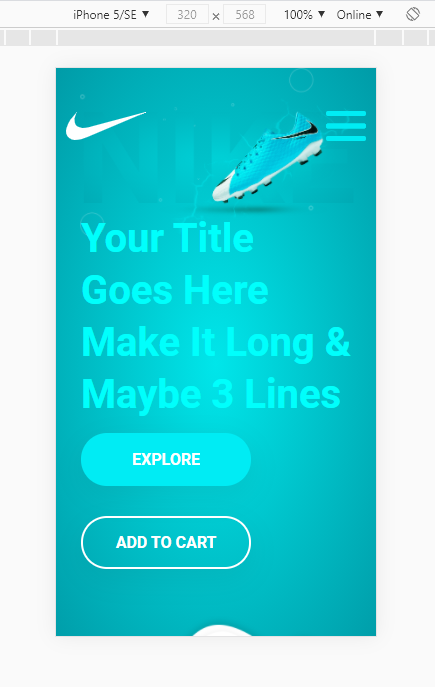 iPhone 5/SE ▼ 320 × 568 100% ▼ Online ▼
NIKE
Your Title
Goes Here
Make It Long &
Maybe 3 Lines
EXPLORE
ADD TO CART